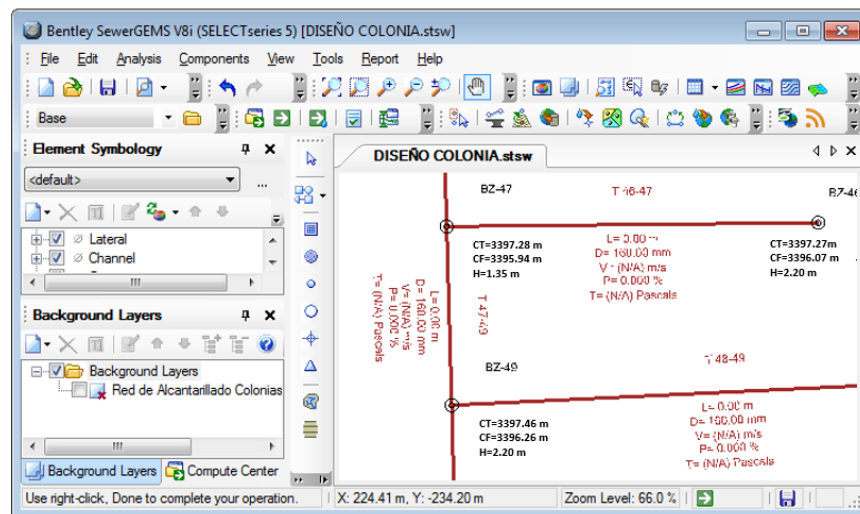 Bentley SewerGEMS V8i (SELECTseries 5) [DISEÑO COLONIA.stsw]
File Edit Analysis Components View Tools Report Help
Base
Element Symbology
<default>
Lateral
Channel
Background Layers
Background Layers
Red de Alcantarillado Colonias
Background Layers Compute Center
DISEÑO COLONIA.stsw
BZ-47
T 46-47
BZ-46
CT=3397.28 m
CF=3395.94 m
H=1.35 m
L= 0.00 m
D= 160.00 mm
V= (N/A) m/s
P= 0.000 %
T= (N/A) Pascals
CT=3397.27m
CF=3396.07 m
H=2.20 m
L= 0.00 m
D= 160.00 mm
V= (N/A) m/s
P= 0.000 %
T= (N/A) Pascals
T 47-49
BZ-49
T 48-49
CT=3397.46 m
CF=3396.26 m
H=2.20 m
L= 0.00 m
D= 160.00 mm
V= (N/A) m/s
P= 0.000 %
T= (N/A) Pascals
Use right-click, Done to complete your operation.
X: 224.41 m, Y: -234.20 m
Zoom Level: 66.0 %